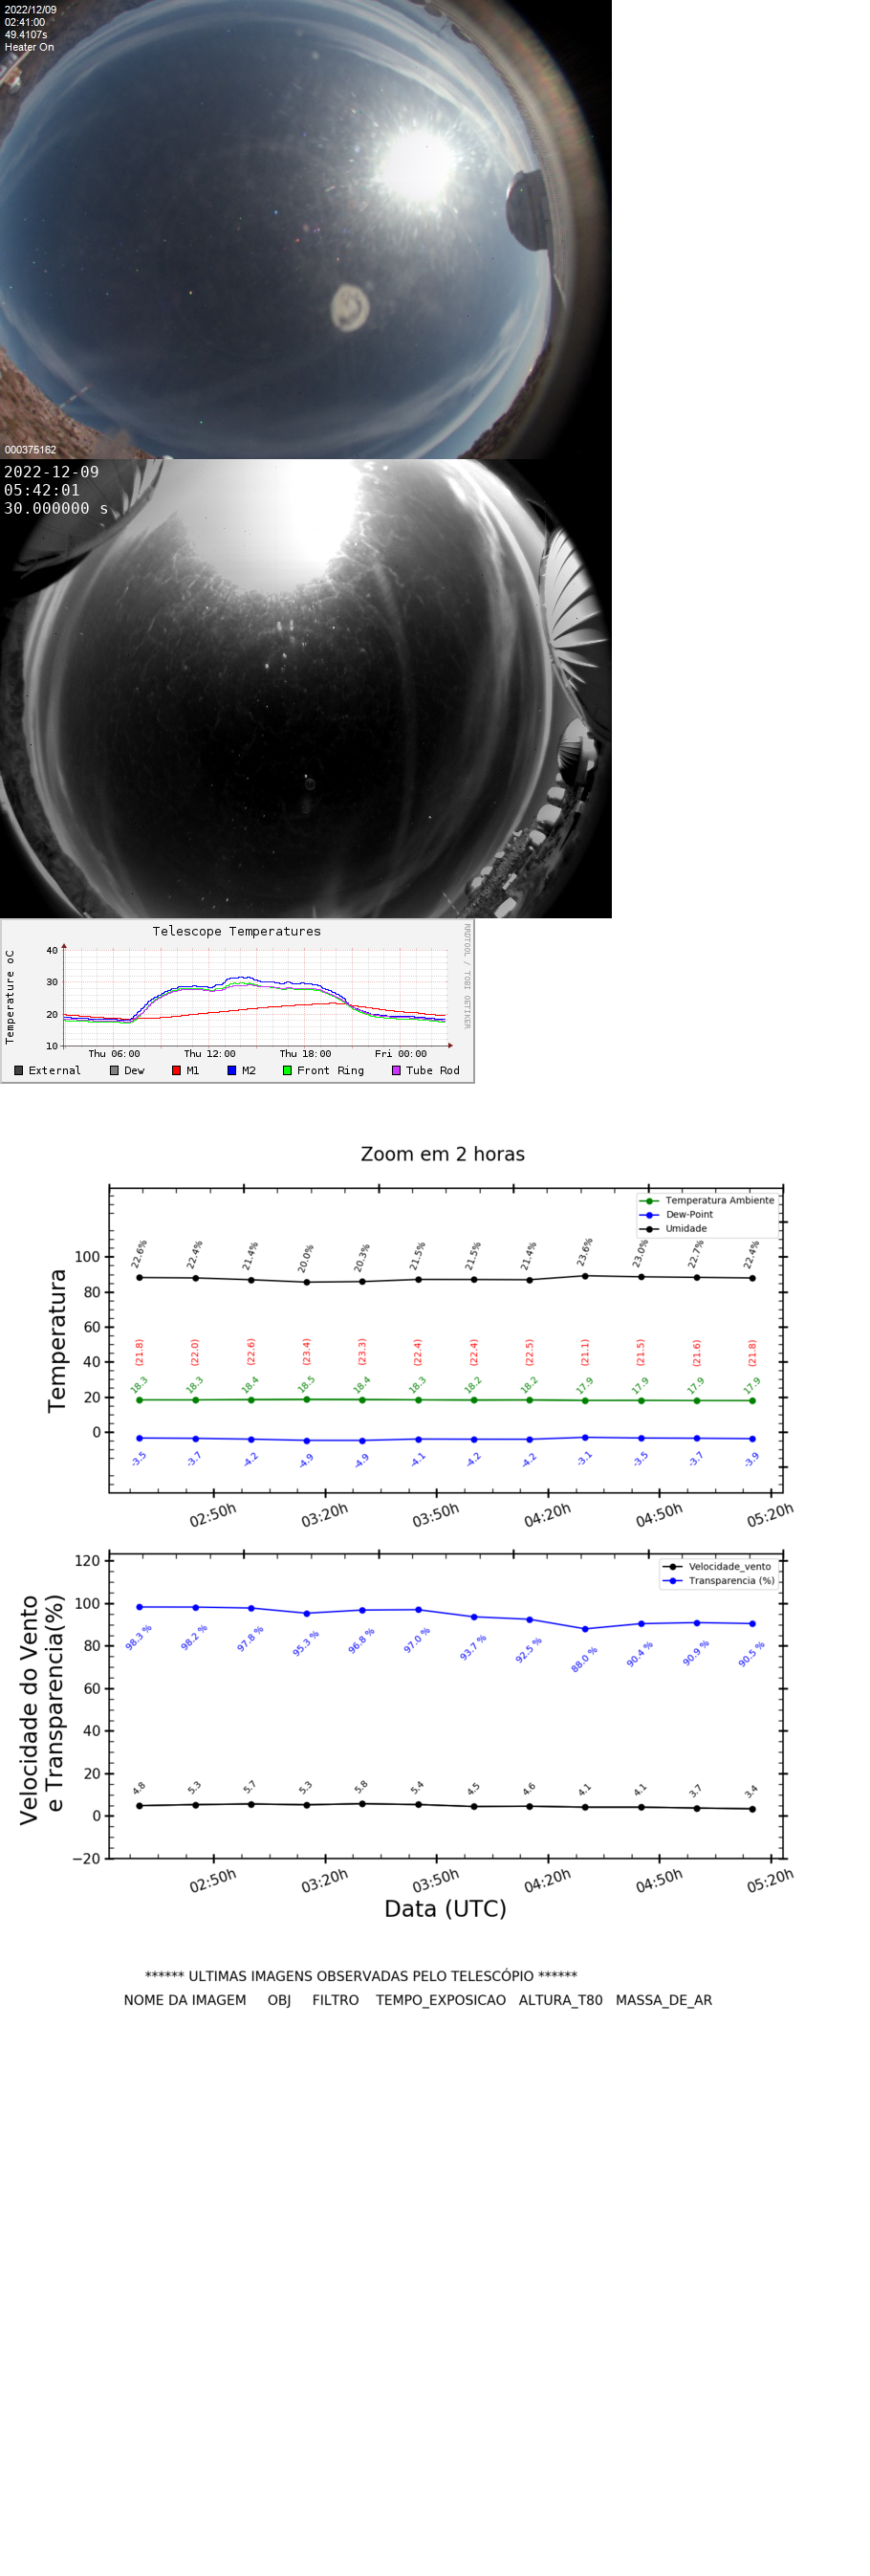 2022/12/09
02:41:00
49.4107s
Heater On
000375162
2022-12-09
05:42:01
30.000000 s
Telescope Temperatures
RRDTOOL / TOBI OETIKER
Temperature oC
40
30
20
10
Thu 06:00 Thu 12:00 Thu 18:00 Fri 00:00
External Dew M1 M2 Front Ring Tube Rod
Zoom em 2 horas
Temperatura Ambiente
Dew-Point
Umidade
Temperatura
100
80
60
40
20
0
22.6% 22.4% 21.4% 20.0% 20.3% 21.5% 21.5% 21.4% 23.6% 23.0% 22.7% 22.4%
(21.8) (22.0) (22.6) (23.4) (23.3) (22.4) (22.4) (22.5) (21.1) (21.5) (21.6) (21.8)
18.3 18.3 18.4 18.5 18.4 18.3 18.2 18.2 17.9 17.9 17.9 17.9
-3.5 -3.7 -4.2 -4.9 -4.9 -4.1 -4.2 -4.2 -3.1 -3.5 -3.7 -3.9
02:50h 03:20h 03:50h 04:20h 04:50h 05:20h
Velocidade_vento
Transparencia (%)
Velocidade do Vento
e Transparencia(%)
120
100
80
60
40
20
0
−20
98.3 % 98.2 % 97.8 % 95.3 % 96.8 % 97.0 % 93.7 % 92.5 % 88.0 % 90.4 % 90.9 % 90.5 %
4.8 5.3 5.7 5.3 5.8 5.4 4.5 4.6 4.1 4.1 3.7 3.4
02:50h 03:20h 03:50h 04:20h 04:50h 05:20h
Data (UTC)
****** ULTIMAS IMAGENS OBSERVADAS PELO TELESCÓPIO ******
NOME DA IMAGEM OBJ FILTRO TEMPO_EXPOSICAO ALTURA_T80 MASSA_DE_AR